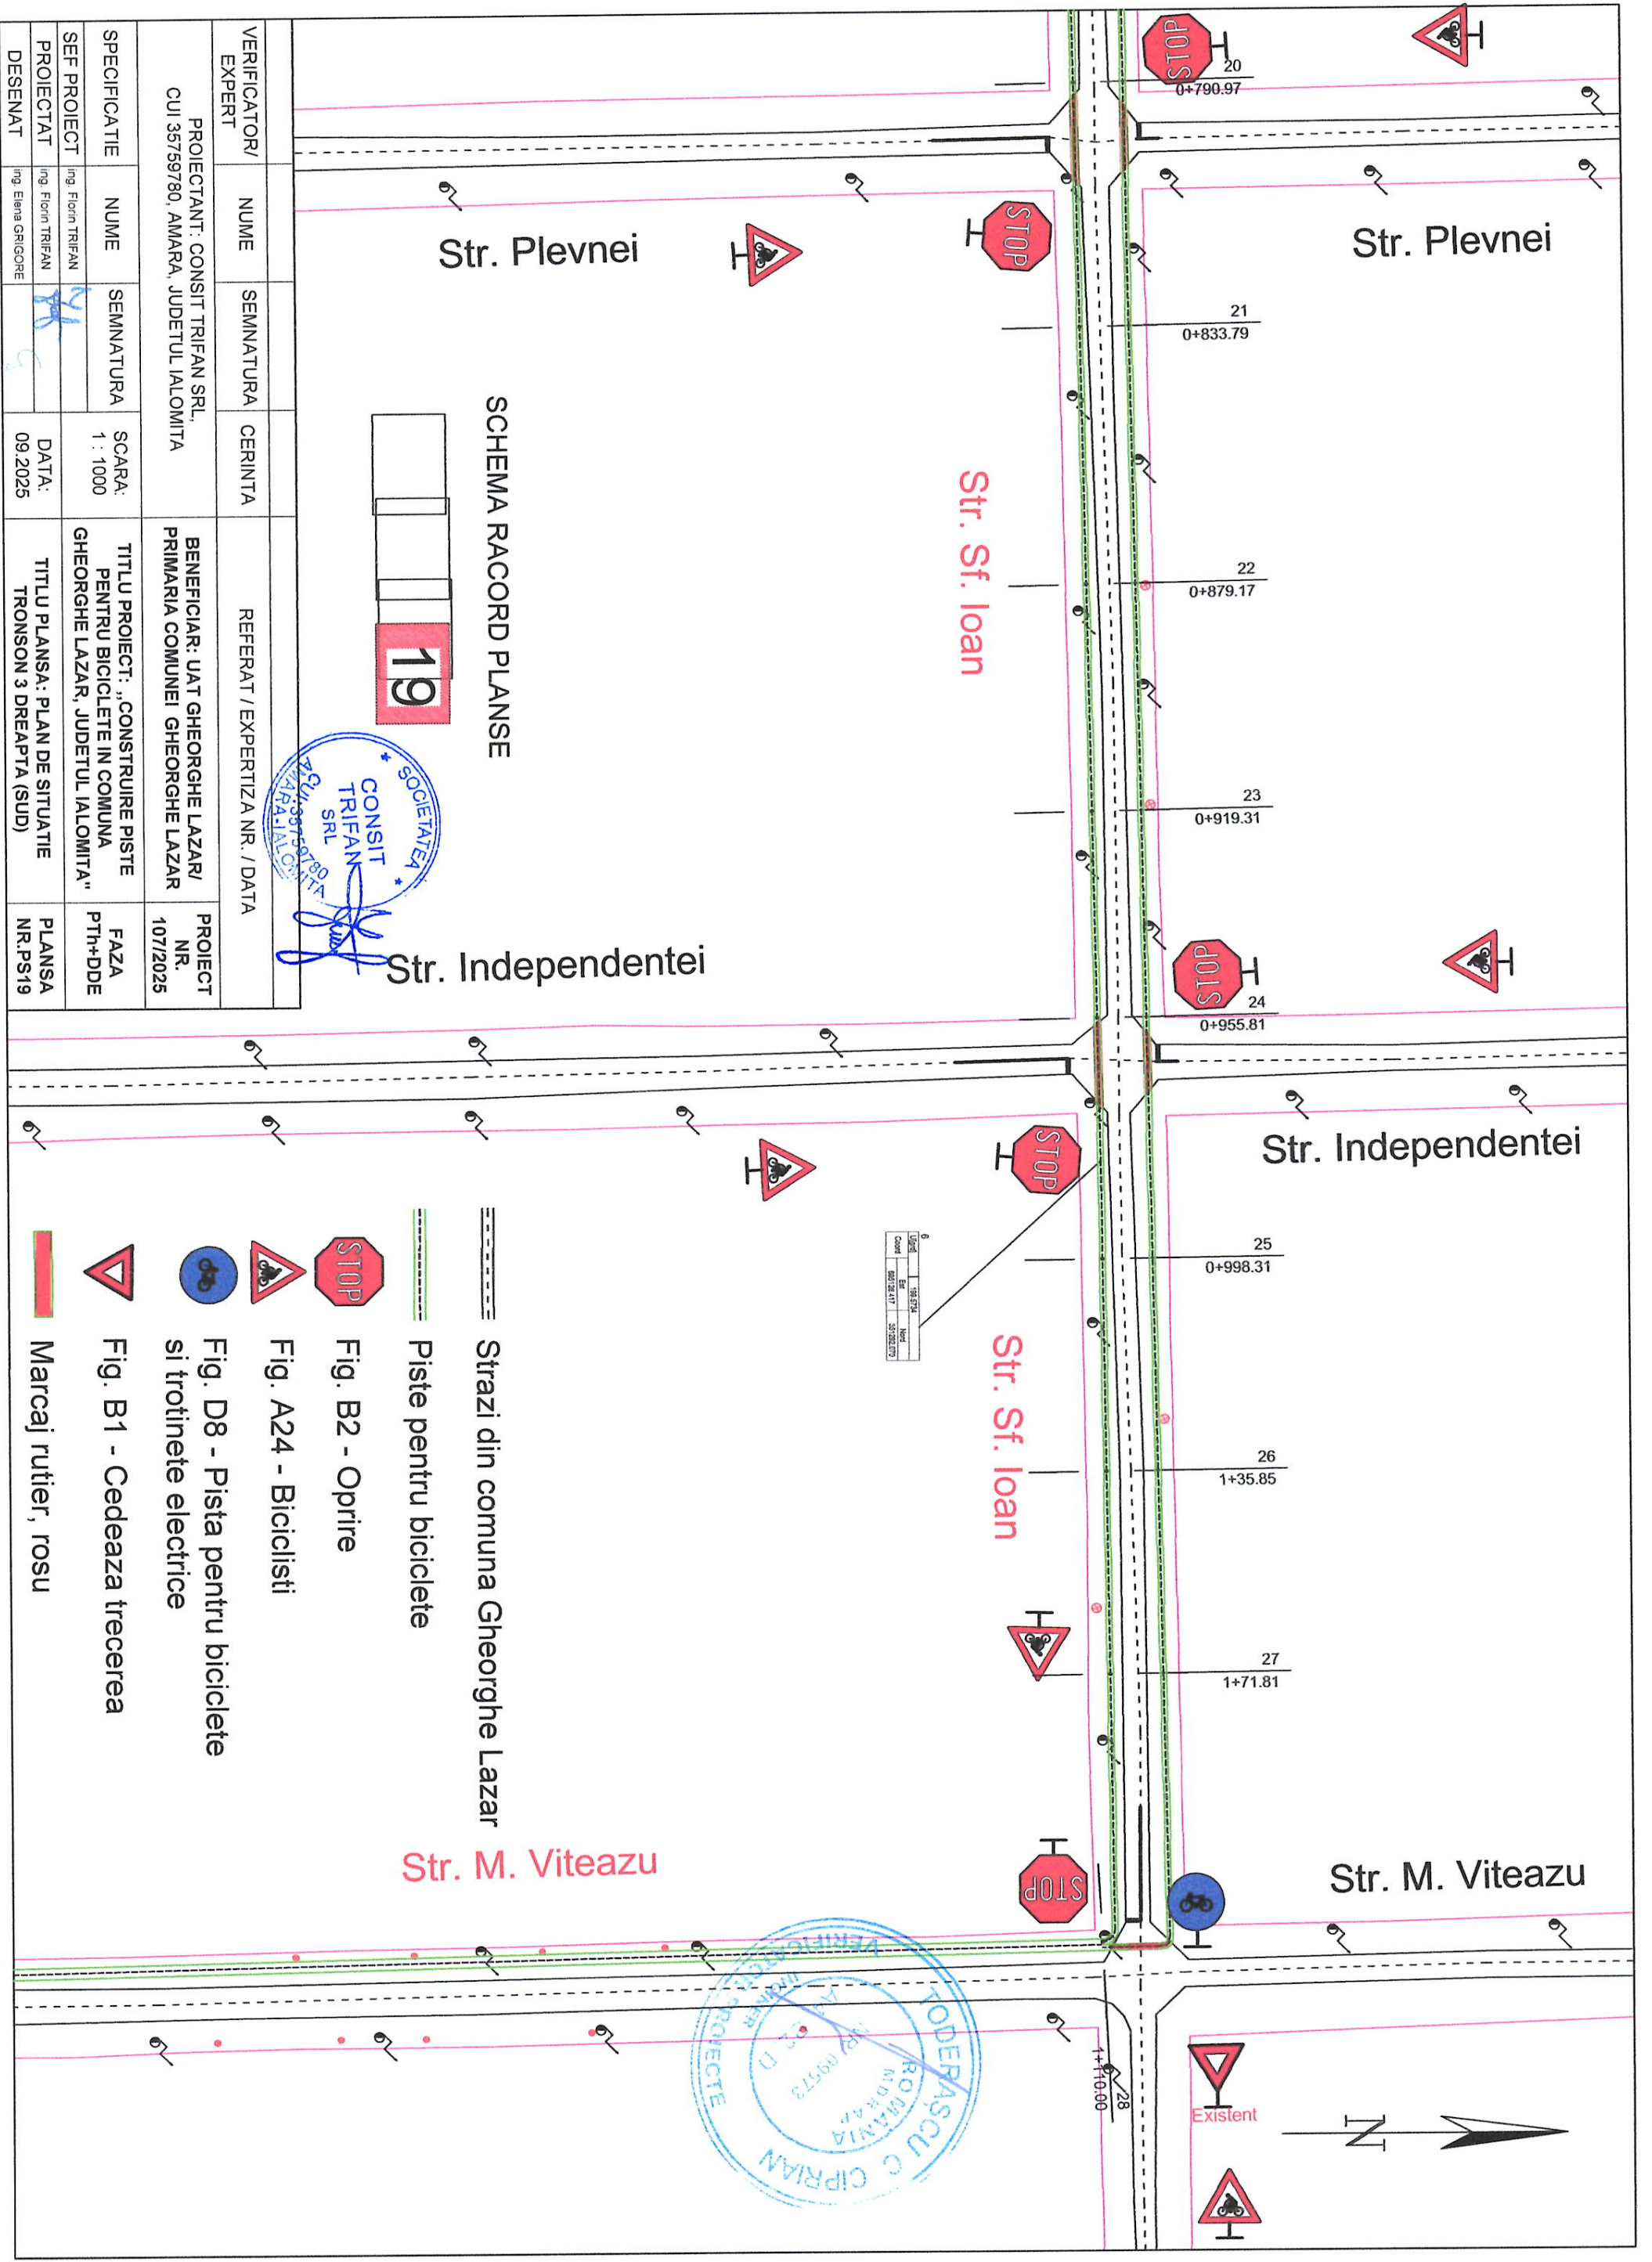 STOP
20
0+790.97
Str. Plevnei
STOP
Str. Plevnei
21
0+833.79
22
0+879.17
Str. Sf. Ioan
23
0+919.31
STOP
24
0+955.81
Str. Independentei
STOP
Str. Independentei
25
0+998.31
Str. Sf. Ioan
26
1+35.85
27
1+71.81
STOP
Str. M. Viteazu
Str. M. Viteazu
28
1+110.00
Existent
N
SCHEMA RACORD PLANSE
19
Strazi din comuna Gheorghe Lazar
Piste pentru biciclete
STOP
Fig. B2 - Oprire
Fig. A24 - Biciclisti
Fig. D8 - Pista pentru biciclete
si trotinete electrice
Fig. B1 - Cedeaza trecerea
Marcaj rutier, rosu
VERIFICATOR/
EXPERT
NUME
SEMNATURA
CERINTA
REFERAT / EXPERTIZA NR. / DATA
PROIECTANT: CONSIT TRIFAN SRL,
CUI 35759780, AMARA, JUDETUL IALOMITA
BENEFICIAR: UAT GHEORGHE LAZAR/
PRIMARIA COMUNEI GHEORGHE LAZAR
PROIECT
NR.
107/2025
SPECIFICATIE
NUME
SEMNATURA
SCARA:
1 : 1000
TITLU PROIECT: „CONSTRUIRE PISTE
PENTRU BICICLETE IN COMUNA
GHEORGHE LAZAR, JUDETUL IALOMITA"
FAZA
PTh+DDE
SEF PROIECT
ing. Florin TRIFAN
PROIECTAT
ing. Florin TRIFAN
DESENAT
ing. Elena GRIGORE
DATA:
09.2025
TITLU PLANSA: PLAN DE SITUATIE
TRONSON 3 DREAPTA (SUD)
PLANSA
NR.PS19
* SOCIETATEA *
CONSIT
TRIFAN
SRL
CUI:35759780
AMARA-IALOMITA
TODERAȘCU C CIPRIAN
VERIFICATOR PROIECTE
ROMANIA
NR 09573